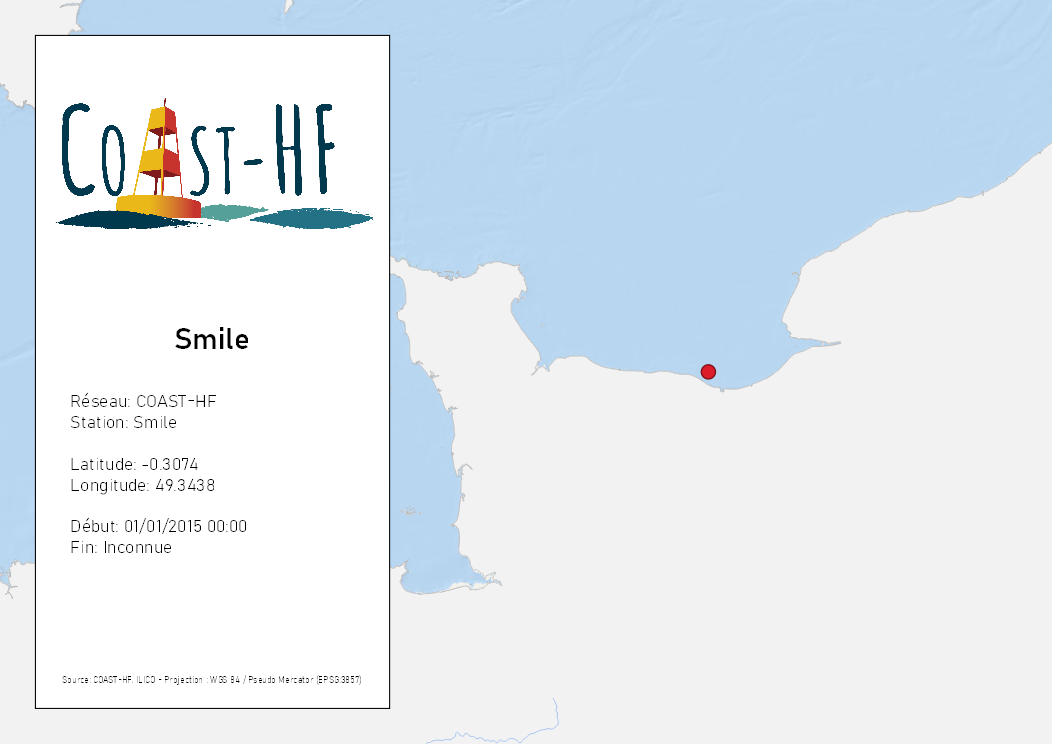 COAST-HF
Smile
Réseau: COAST-HF
Station: Smile
Latitude: -0.3074
Longitude: 49.3438
Début: 01/01/2015 00:00
Fin: Inconnue
Source: COAST-HF, ILICO - Projection : WGS 84 / Pseudo Mercator (EPSG:3857)